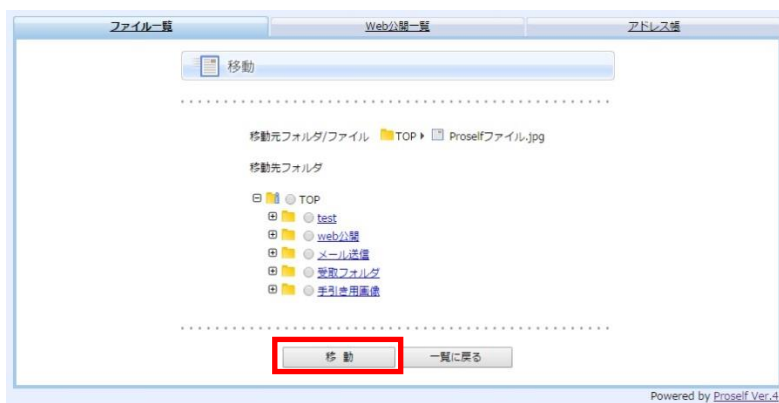 ファイル一覧 Web公開一覧 アドレス帳
移動
移動元フォルダ/ファイル TOP Proselfファイル.jpg
移動先フォルダ
TOP
test
web公開
メール送信
受取フォルダ
手引き用画像
移 動 一覧に戻る
Powered by Proself Ver.4